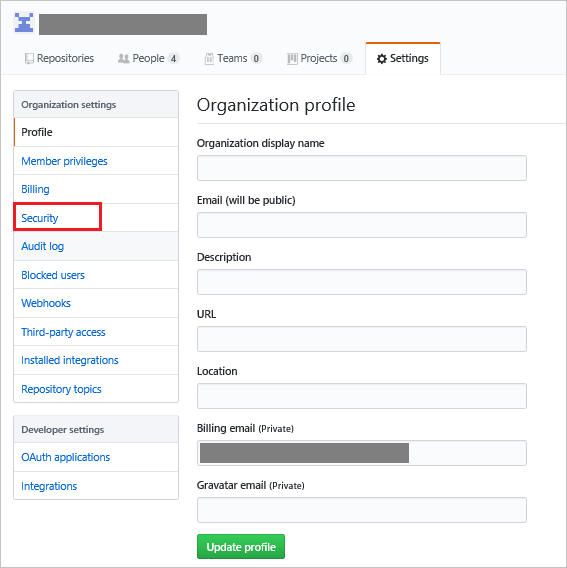 Repositories People 4 Teams 0 Projects 0 Settings
Organization settings
Profile
Member privileges
Billing
Security
Audit log
Blocked users
Webhooks
Third-party access
Installed integrations
Repository topics
Developer settings
OAuth applications
Integrations
Organization profile
Organization display name
Email (will be public)
Description
URL
Location
Billing email (Private)
Gravatar email (Private)
Update profile